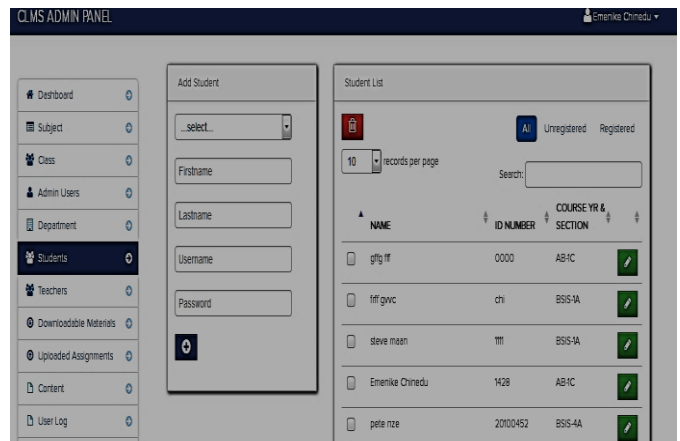 CLMS ADMIN PANEL
Emenike Chinedu
Dashboard
Subject
Class
Admin Users
Department
Students
Teachers
Downloadable Materials
Uploaded Assignments
Content
User Log
Add Student
...select...
Firstname
Lastname
Username
Password
Student List
All Unregistered Registered
10 records per page
Search:
NAME ID NUMBER COURSE YR & SECTION
gffg fff 0000 AB-1C
frff gvvc chi BSIS-1A
steve maan 1111 BSIS-1A
Emenike Chinedu 1428 AB-1C
pete nze 20100452 BSIS-4A